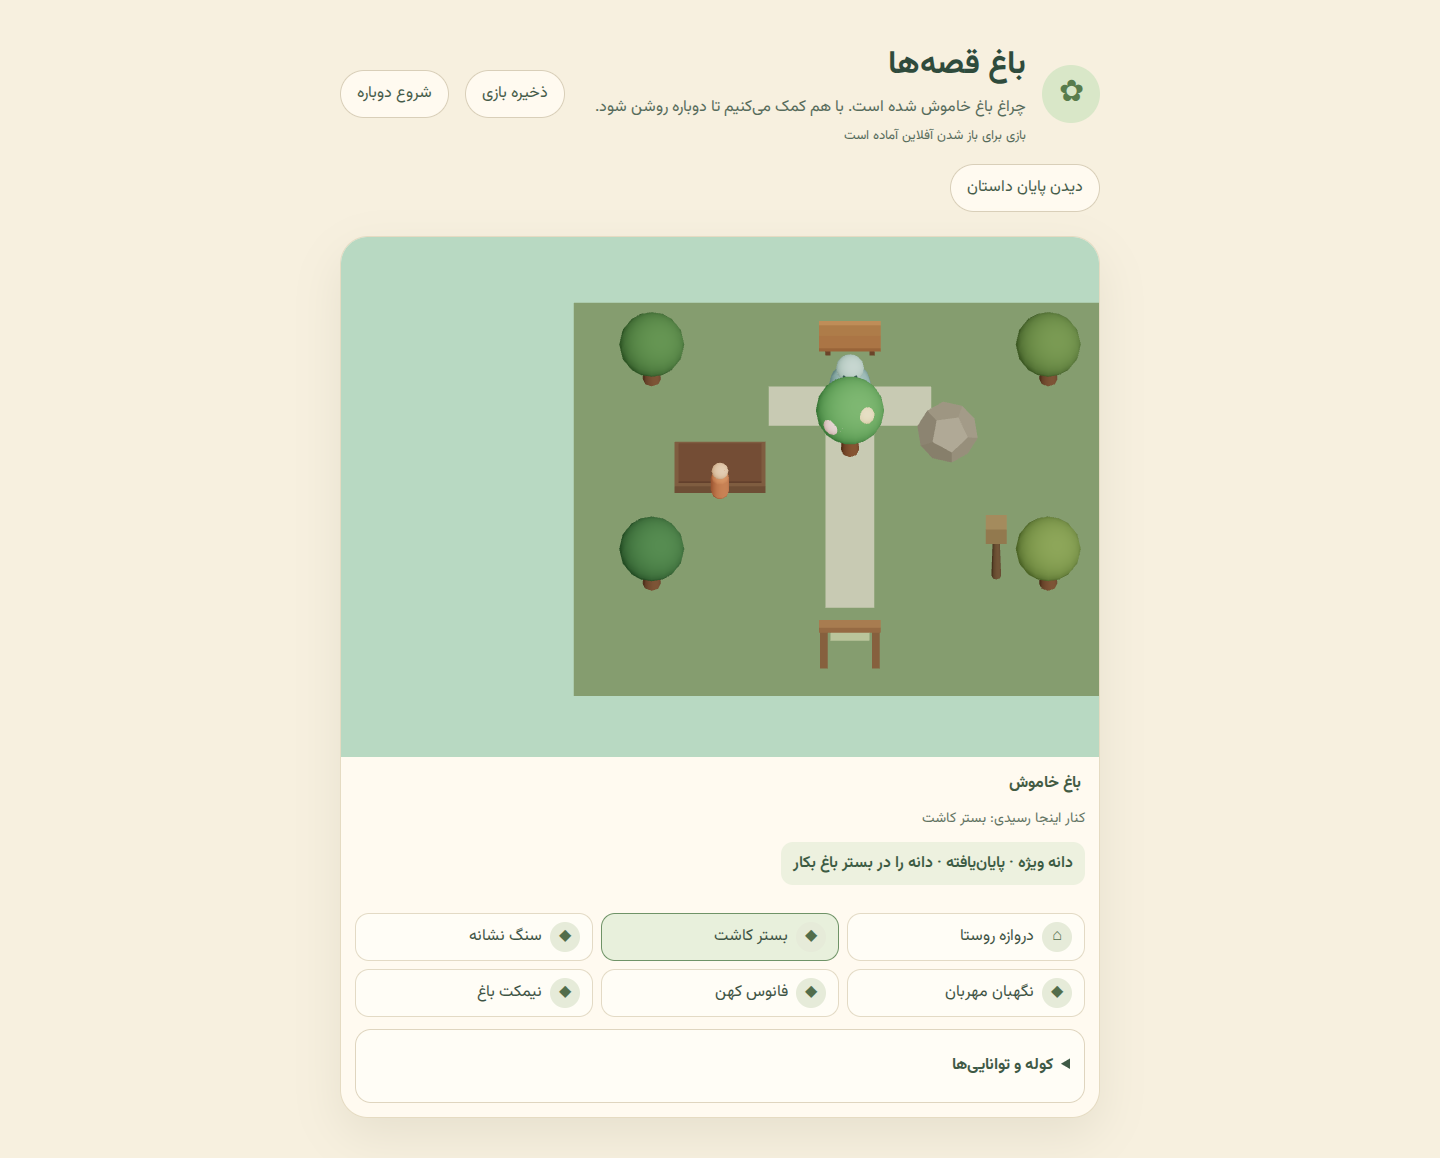 باغ قصه‌ها
چراغ باغ خاموش شده است. با هم کمک می‌کنیم تا دوباره روشن شود.
بازی برای باز شدن آفلاین آماده است
ذخیره بازی
شروع دوباره
دیدن پایان داستان
باغ خاموش
کنار اینجا رسیدی: بستر کاشت
دانه ویژه · پایان‌یافته · دانه را در بستر باغ بکار
دروازه روستا
بستر کاشت
سنگ نشانه
نگهبان مهربان
فانوس کهن
نیمکت باغ
کوله و توانایی‌ها